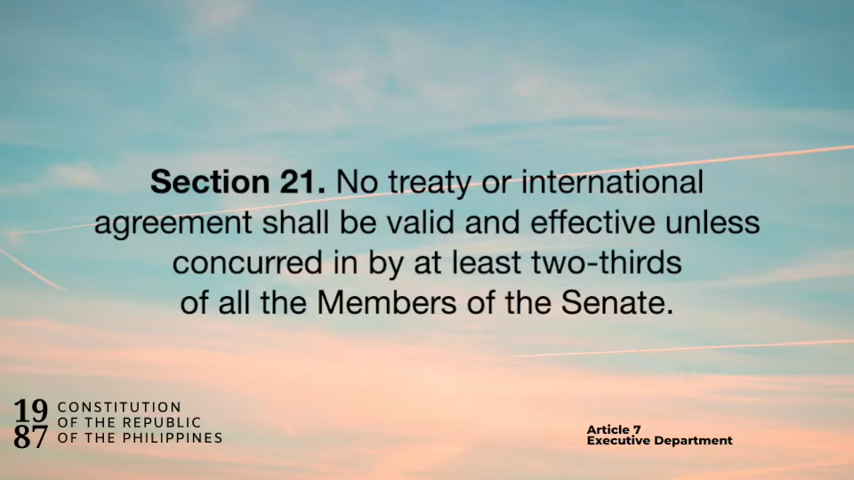 Section 21. No treaty or international
agreement shall be valid and effective unless
concurred in by at least two-thirds
of all the Members of the Senate.
19
87
CONSTITUTION
OF THE REPUBLIC
OF THE PHILIPPINES
Article 7
Executive Department